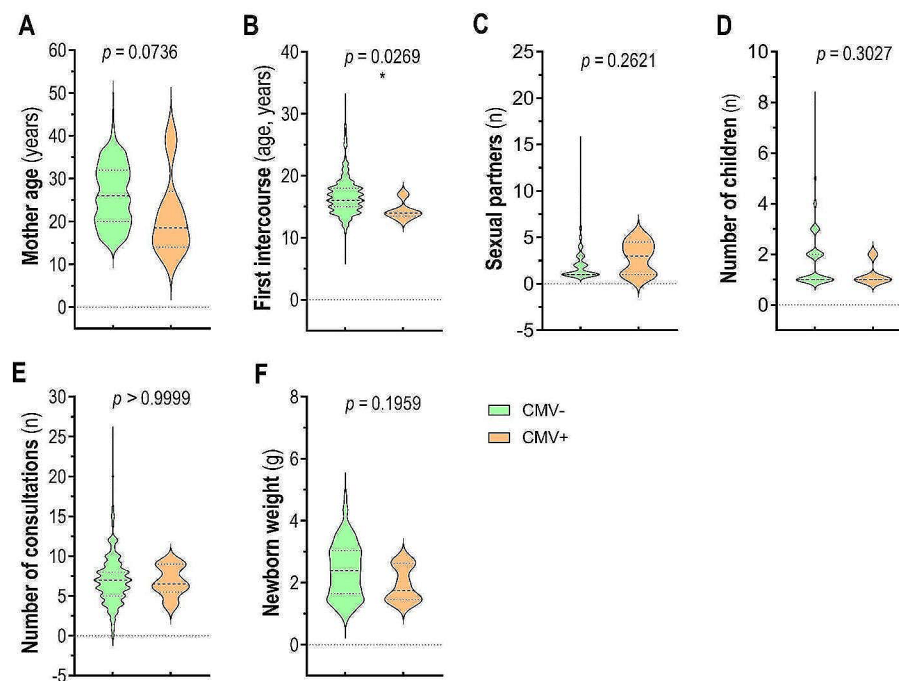 A
p = 0.0736
Mother age (years)
60
50
40
30
20
10
0
B
p = 0.0269
*
First intercourse (age, years)
40
30
20
10
0
C
p = 0.2621
Sexual partners (n)
25
20
15
10
5
0
-5
D
p = 0.3027
Number of children (n)
10
8
6
4
2
0
E
p > 0.9999
Number of consultations (n)
30
25
20
15
10
5
0
-5
F
p = 0.1959
Newborn weight (g)
8
6
4
2
0
CMV-
CMV+